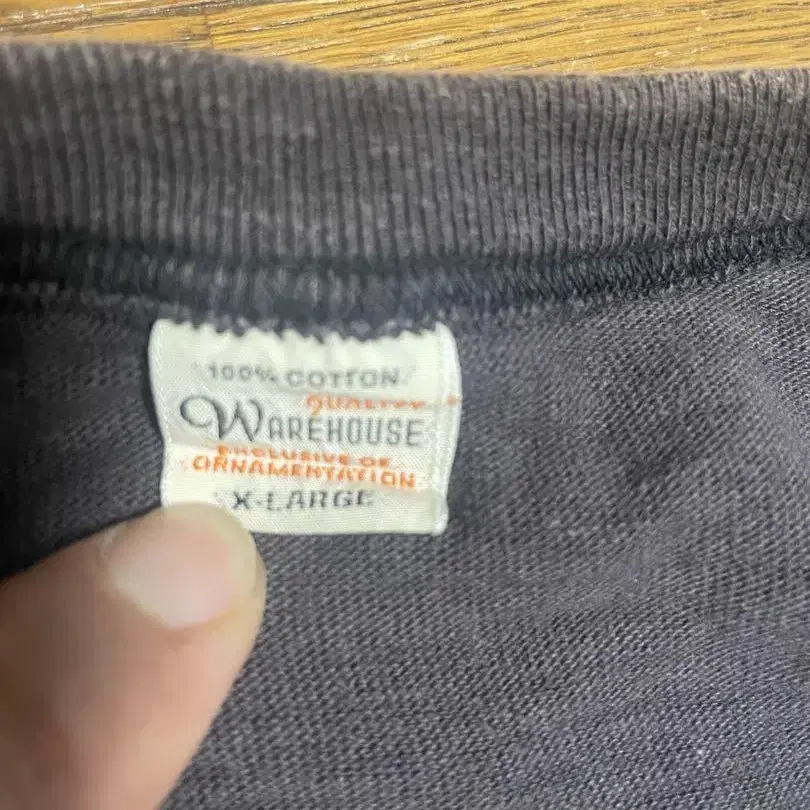 100% COTTON
QUALITY
WAREHOUSE
EXCLUSIVE OF
ORNAMENTATION
X-LARGE